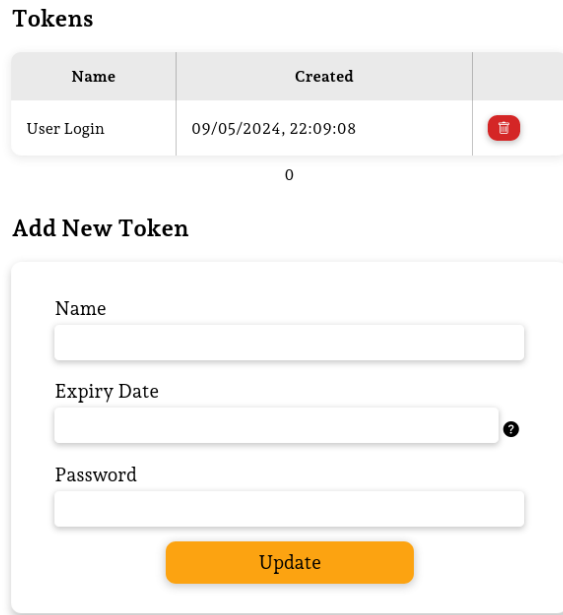 Tokens
Name Created
User Login 09/05/2024, 22:09:08
0
Add New Token
Name
Expiry Date
?
Password
Update